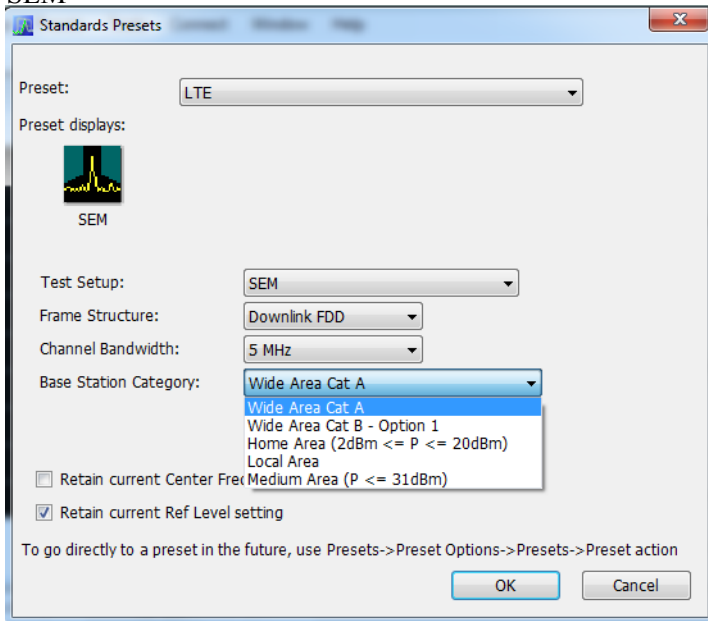 SEM
Standards Presets
Preset: LTE
Preset displays:
SEM
Test Setup: SEM
Frame Structure: Downlink FDD
Channel Bandwidth: 5 MHz
Base Station Category: Wide Area Cat A
Wide Area Cat A
Wide Area Cat B - Option 1
Home Area (2dBm <= P <= 20dBm)
Local Area
Retain current Center Fre Medium Area (P <= 31dBm)
Retain current Ref Level setting
To go directly to a preset in the future, use Presets->Preset Options->Presets->Preset action
OK Cancel